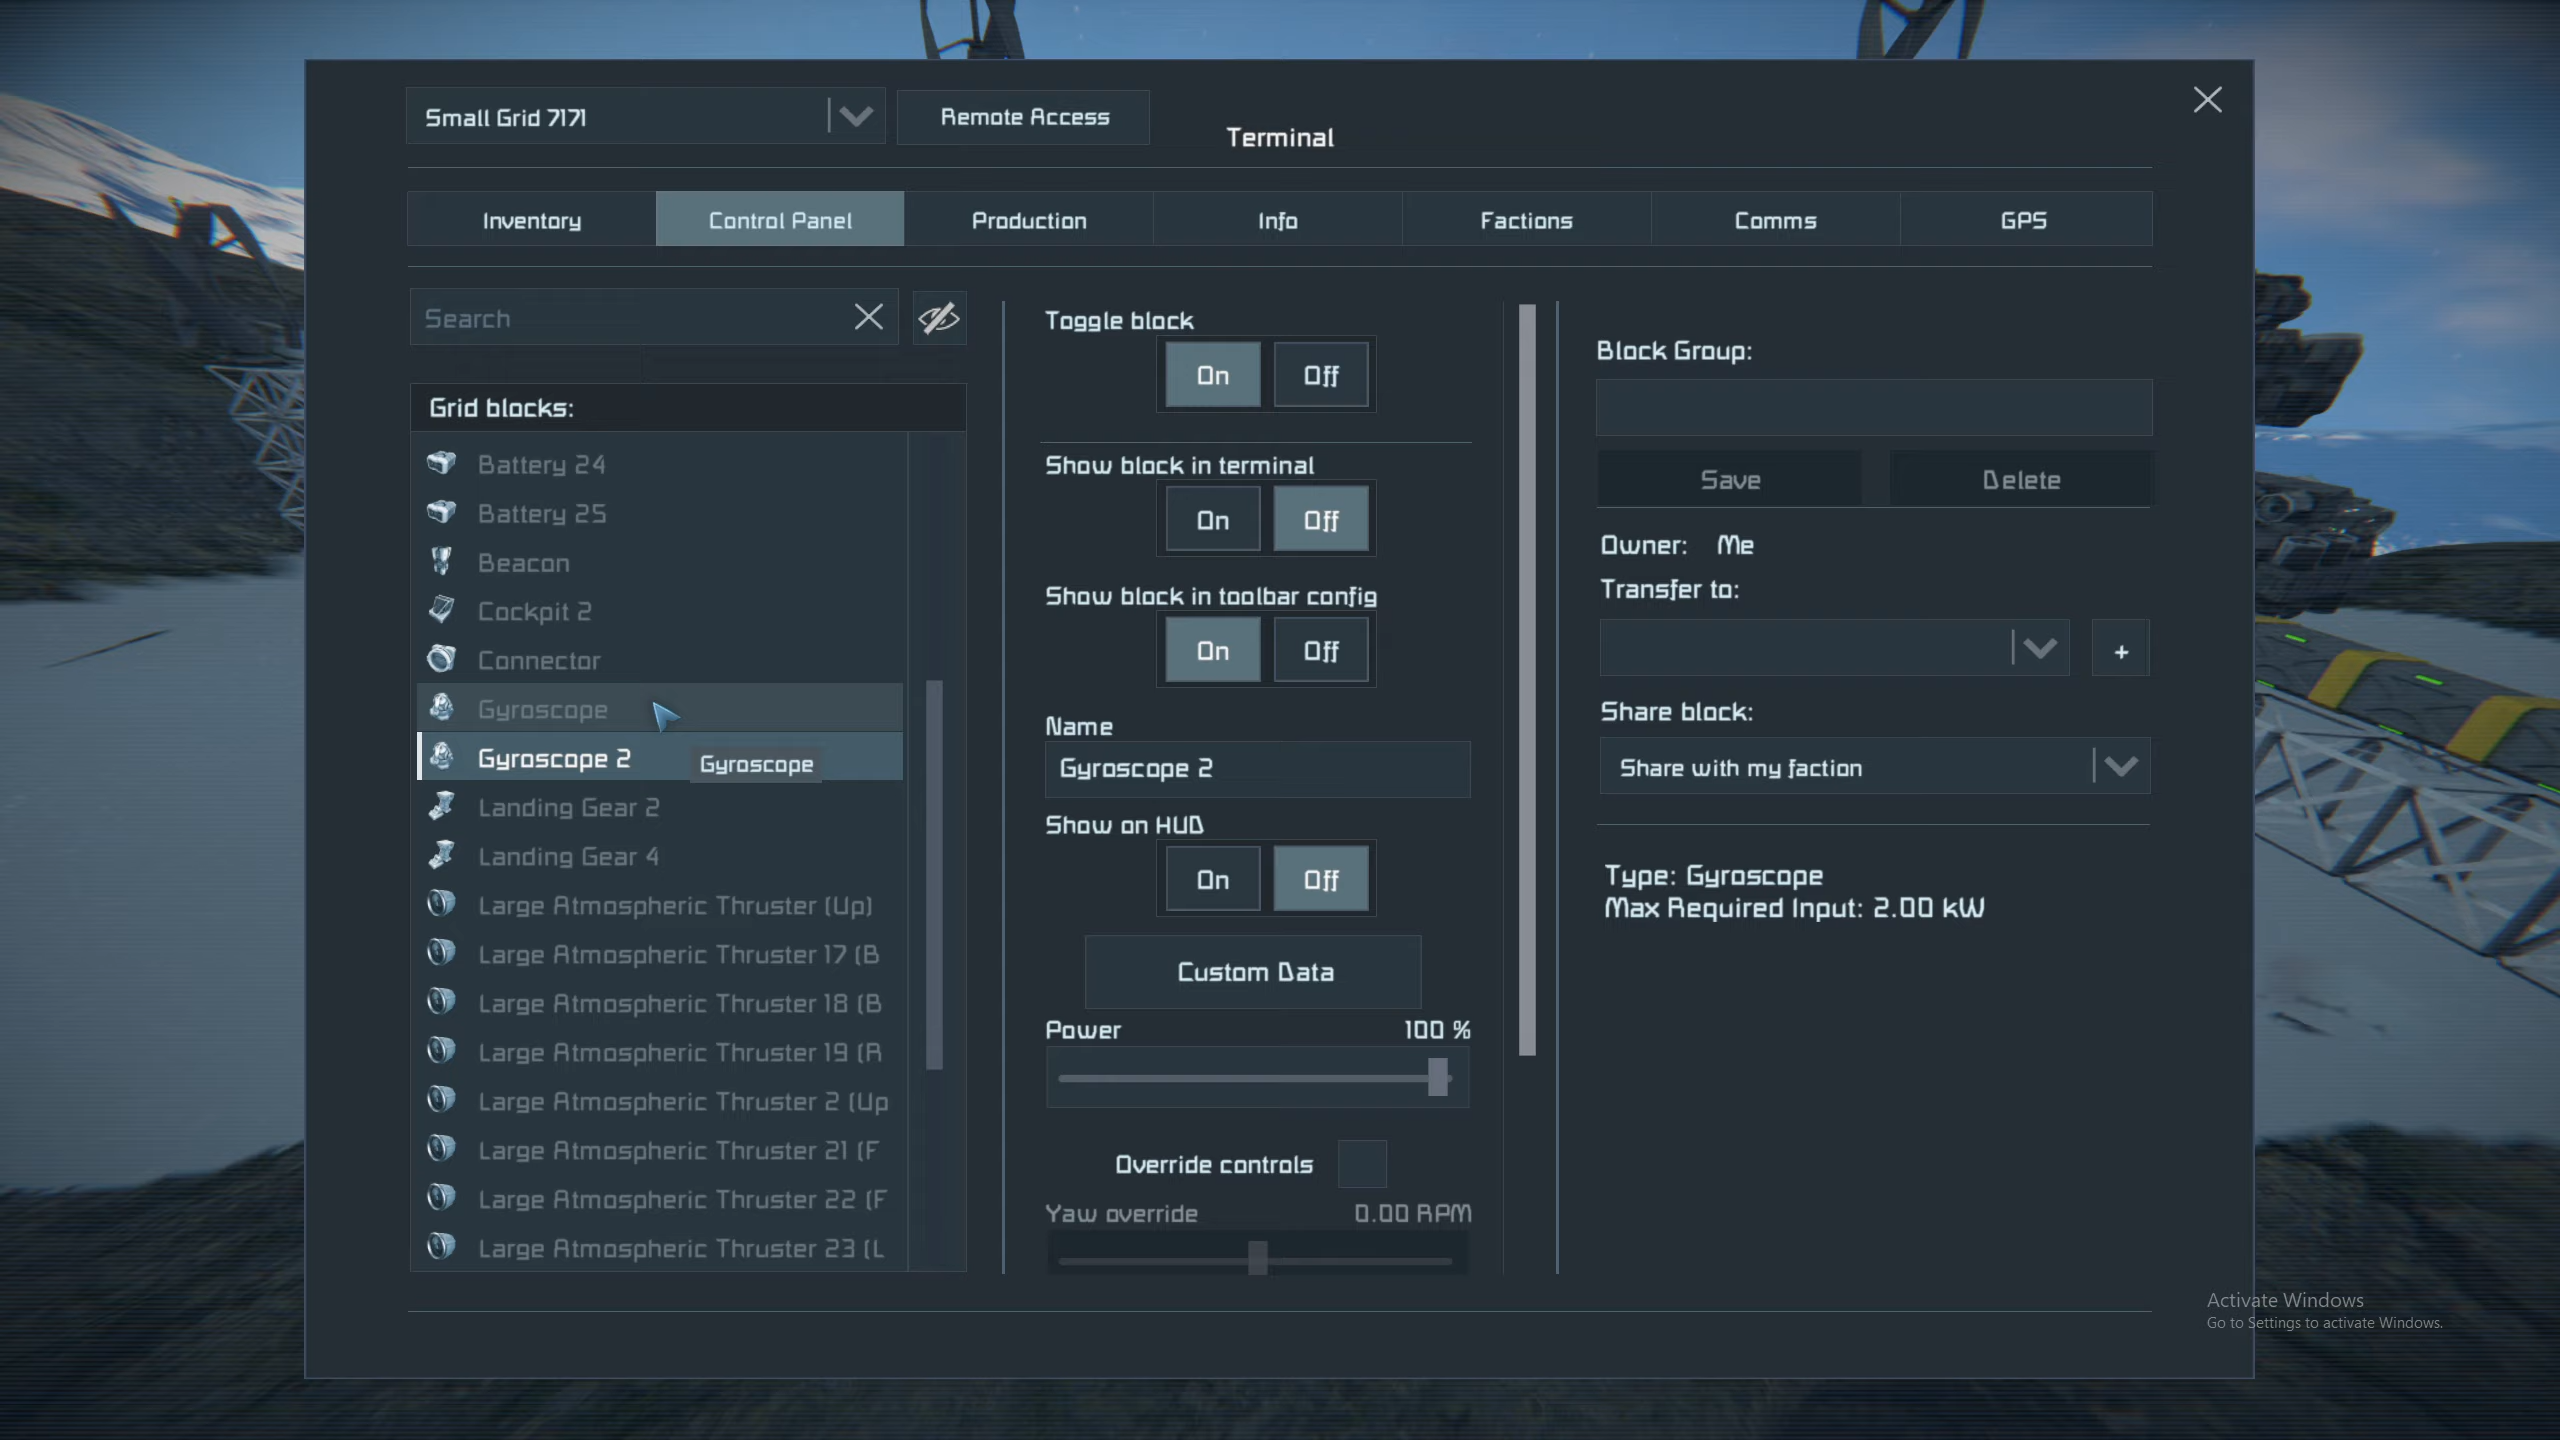 Small Grid 7171
Remote Access
Terminal
Inventory
Control Panel
Production
Info
Factions
Comms
GPS
Search
Grid blocks:
Battery 24
Battery 25
Beacon
Cockpit 2
Connector
Gyroscope
Gyroscope 2
Gyroscope
Landing Gear 2
Landing Gear 4
Large Atmospheric Thruster (Up)
Large Atmospheric Thruster 17 (B
Large Atmospheric Thruster 18 (B
Large Atmospheric Thruster 19 (R
Large Atmospheric Thruster 2 (Up
Large Atmospheric Thruster 21 (F
Large Atmospheric Thruster 22 (F
Large Atmospheric Thruster 23 (L
Toggle block
On Off
Show block in terminal
On Off
Show block in toolbar config
On Off
Name
Gyroscope 2
Show on HUD
On Off
Custom Data
Power 100 %
Override controls
Yaw override 0.00 RPM
Block Group:
Save Delete
Owner: Me
Transfer to:
+
Share block:
Share with my faction
Type: Gyroscope
Max Required Input: 2.00 kW
Activate Windows
Go to Settings to activate Windows.